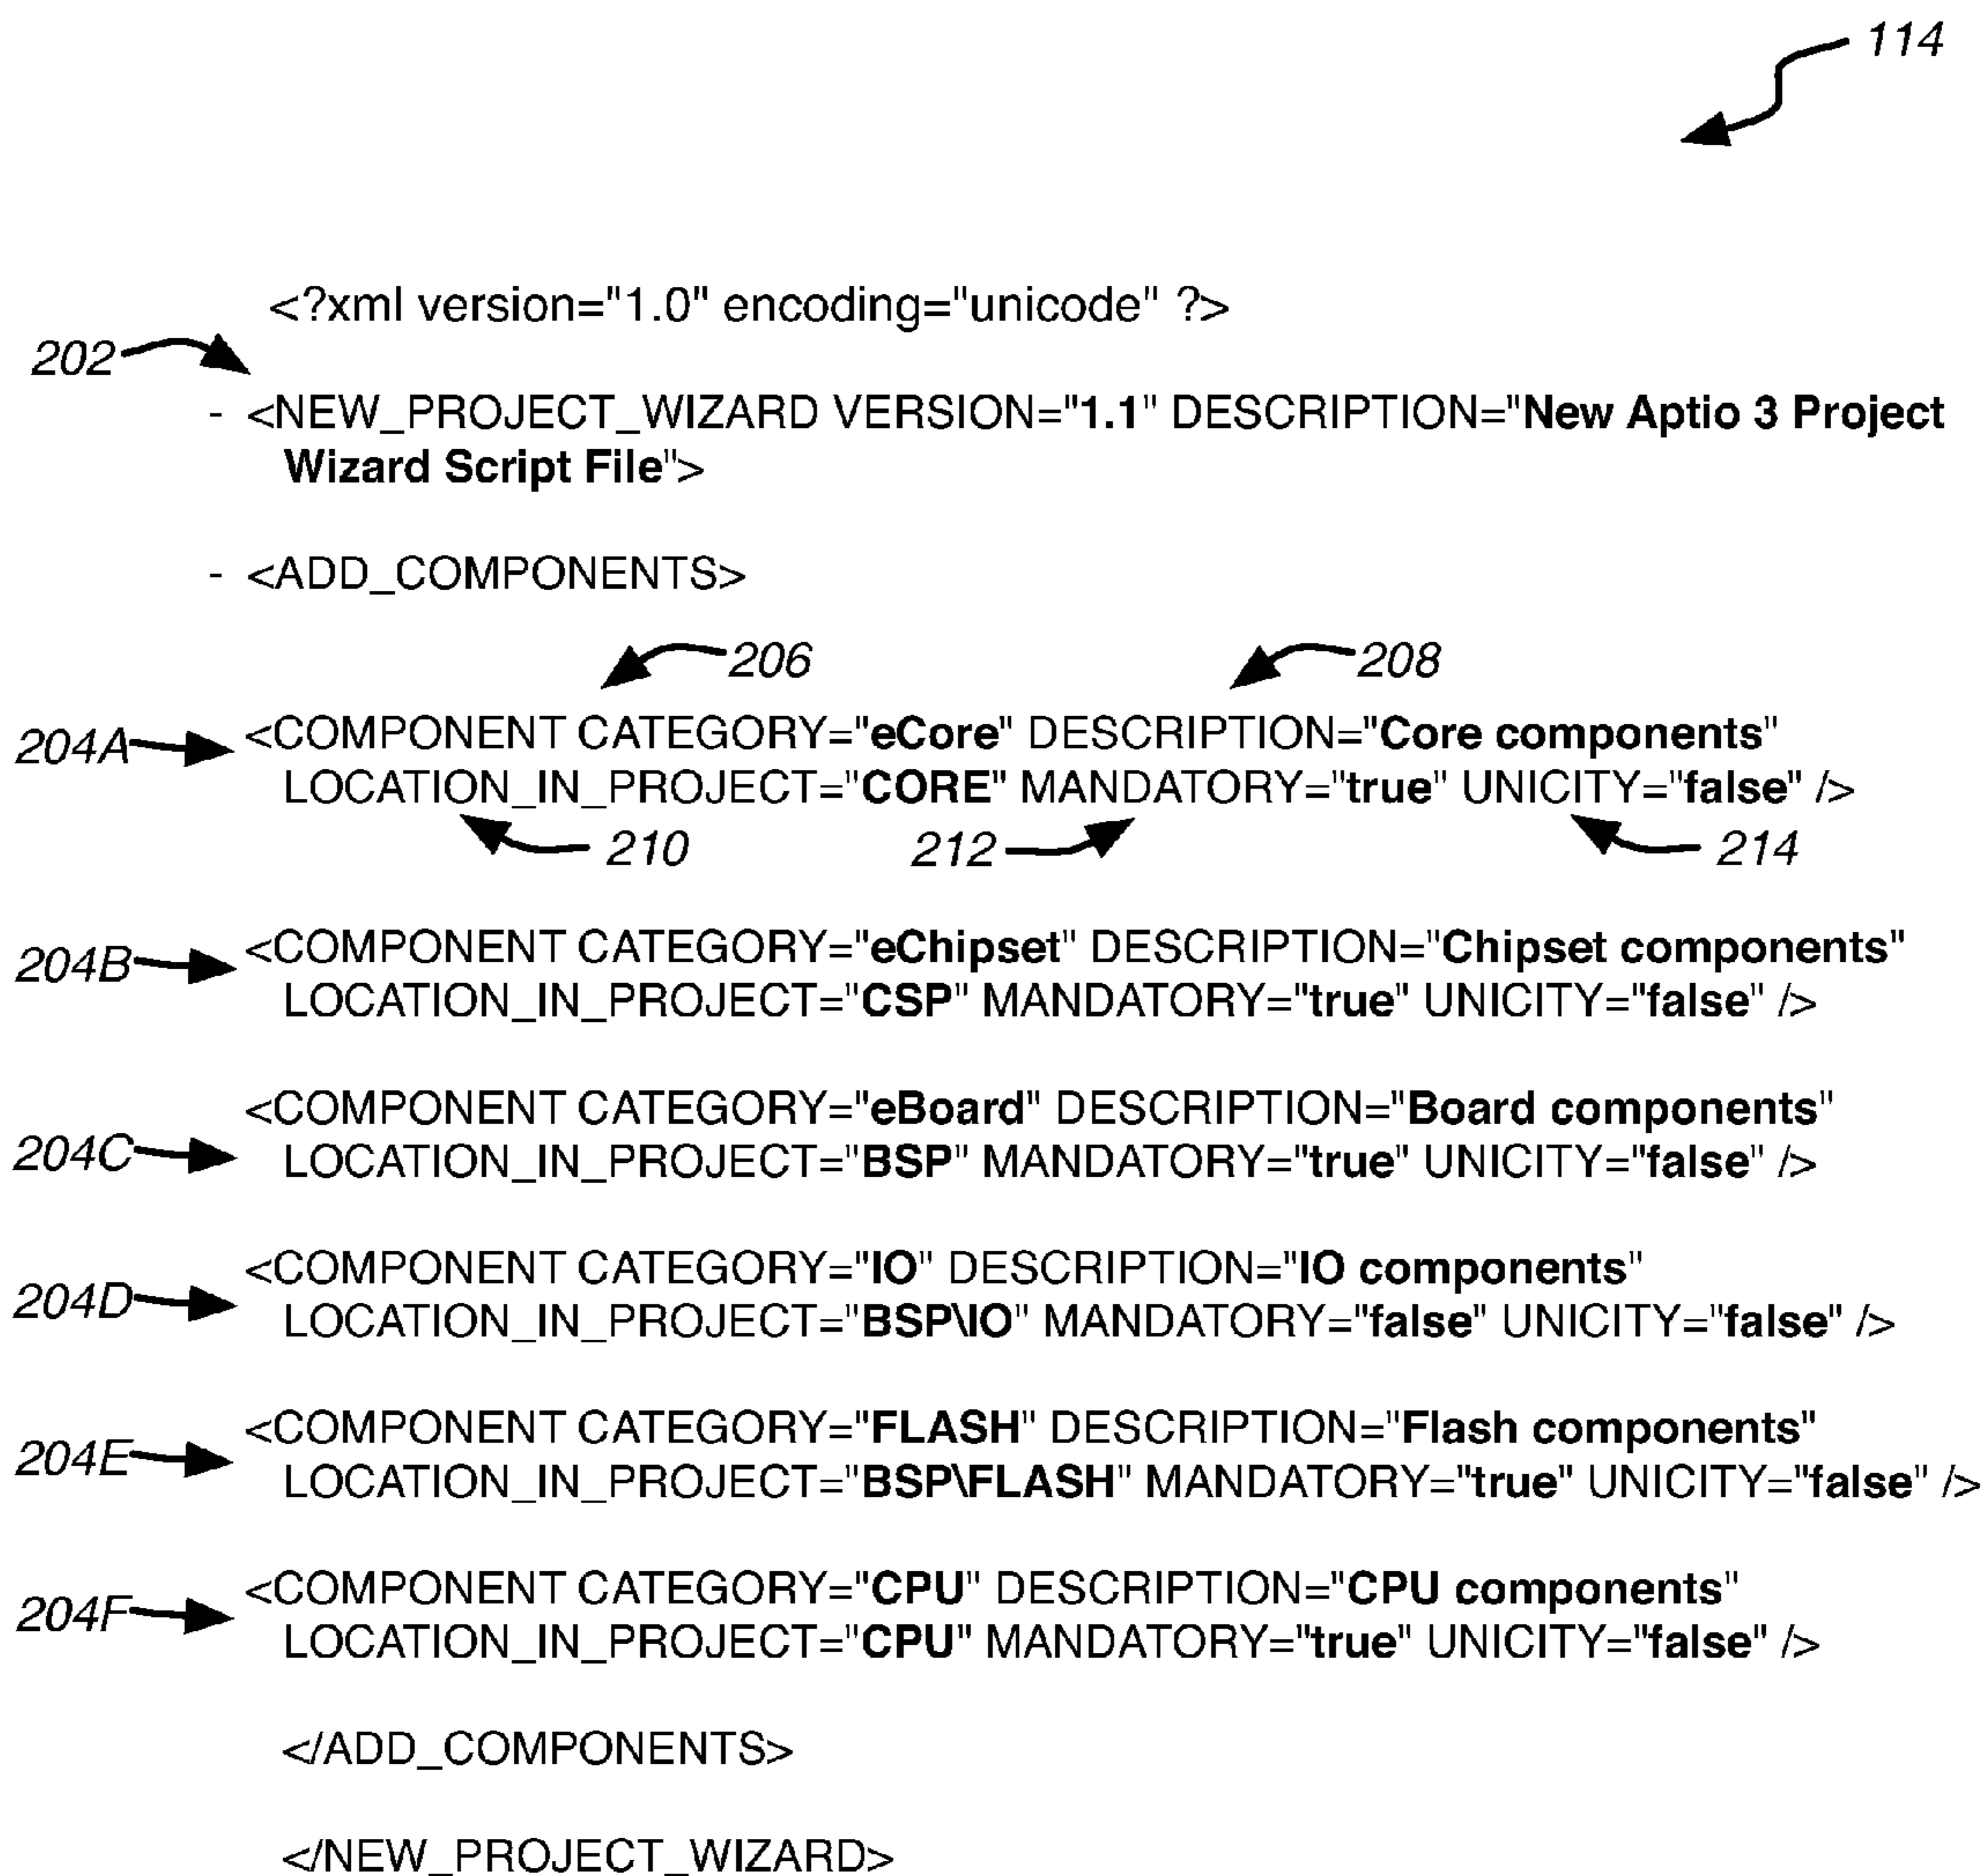 114
<?xml version="1.0" encoding="unicode" ?>
202
- <NEW_PROJECT_WIZARD VERSION="1.1" DESCRIPTION="New Aptio 3 Project
Wizard Script File">
- <ADD_COMPONENTS>
206 208
204A <COMPONENT CATEGORY="eCore" DESCRIPTION="Core components"
LOCATION_IN_PROJECT="CORE" MANDATORY="true" UNICITY="false" />
210 212 214
204B <COMPONENT CATEGORY="eChipset" DESCRIPTION="Chipset components"
LOCATION_IN_PROJECT="CSP" MANDATORY="true" UNICITY="false" />
<COMPONENT CATEGORY="eBoard" DESCRIPTION="Board components"
204C LOCATION_IN_PROJECT="BSP" MANDATORY="true" UNICITY="false" />
<COMPONENT CATEGORY="IO" DESCRIPTION="IO components"
204D LOCATION_IN_PROJECT="BSP\IO" MANDATORY="false" UNICITY="false" />
<COMPONENT CATEGORY="FLASH" DESCRIPTION="Flash components"
204E LOCATION_IN_PROJECT="BSP\FLASH" MANDATORY="true" UNICITY="false" />
<COMPONENT CATEGORY="CPU" DESCRIPTION="CPU components"
204F LOCATION_IN_PROJECT="CPU" MANDATORY="true" UNICITY="false" />
</ADD_COMPONENTS>
</NEW_PROJECT_WIZARD>